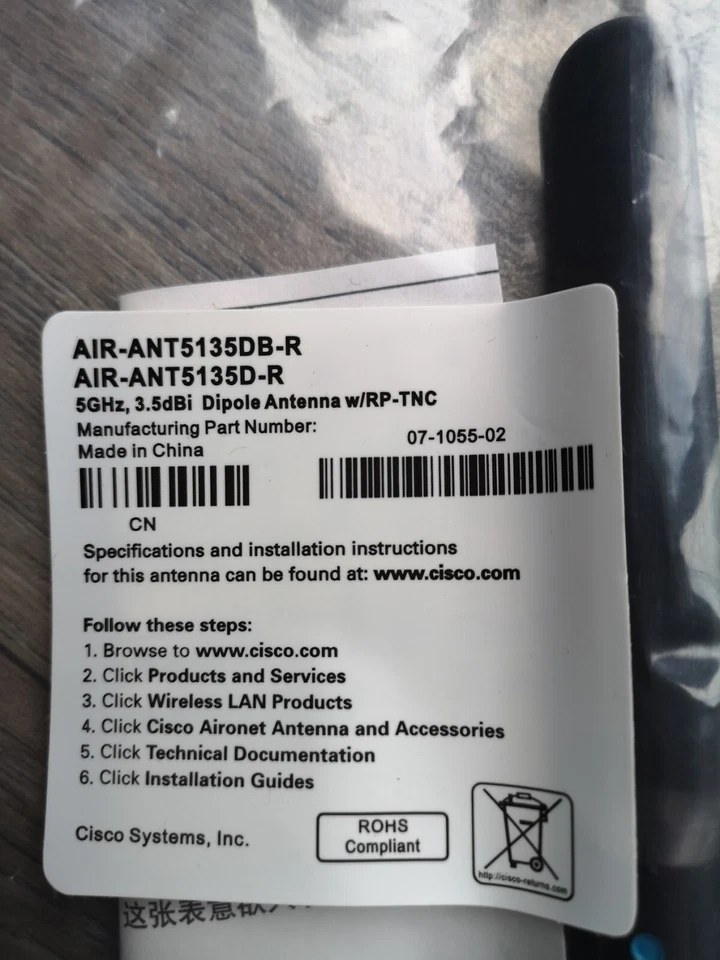 AIR-ANT5135DB-R
AIR-ANT5135D-R
5GHz, 3.5dBi Dipole Antenna w/RP-TNC
Manufacturing Part Number:
07-1055-02
Made in China
CN
Specifications and installation instructions
for this antenna can be found at: www.cisco.com
Follow these steps:
1. Browse to www.cisco.com
2. Click Products and Services
3. Click Wireless LAN Products
4. Click Cisco Aironet Antenna and Accessories
5. Click Technical Documentation
6. Click Installation Guides
Cisco Systems, Inc.
ROHS
Compliant
http://cisco-returns.com
这张表意欲